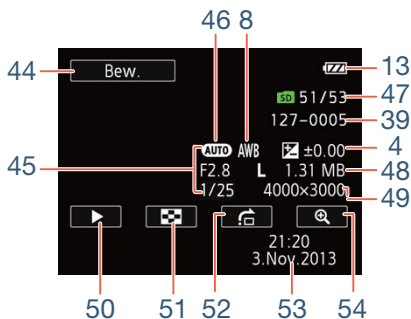 46 8
44 Bew. 13
SD 51/53 47
127-0005 39
AUTO AWB ±0.00 4
45 F2.8 L 1.31 MB 48
1/25 4000×3000 49
21:20
3.Nov.2013
50 51 52 53 54